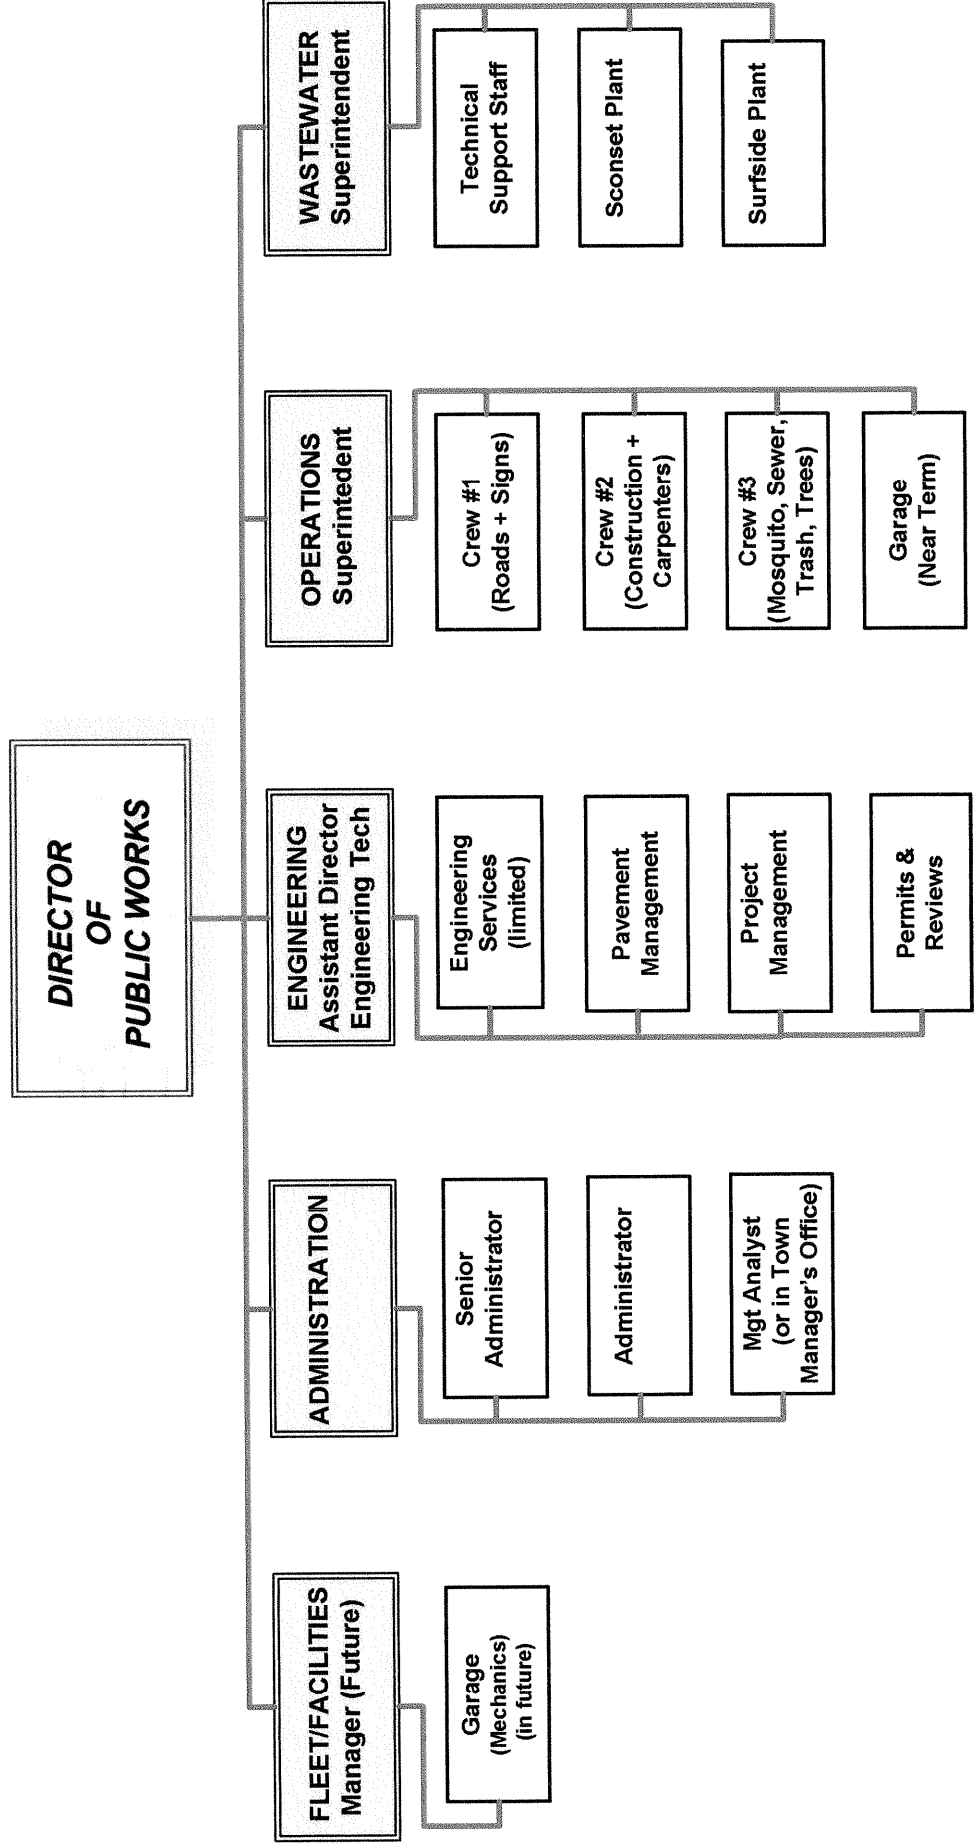 DIRECTOR
OF
PUBLIC WORKS
FLEET/FACILITIES
Manager (Future)
Garage
(Mechanics)
(in future)
ADMINISTRATION
Senior
Administrator
Administrator
Mgt Analyst
(or in Town
Manager's Office)
ENGINEERING
Assistant Director
Engineering Tech
Engineering
Services
(limited)
Pavement
Management
Project
Management
Permits &
Reviews
OPERATIONS
Superintedent
Crew #1
(Roads + Signs)
Crew #2
(Construction +
Carpenters)
Crew #3
(Mosquito, Sewer,
Trash, Trees)
Garage
(Near Term)
WASTEWATER
Superintendent
Technical
Support Staff
Sconset Plant
Surfside Plant